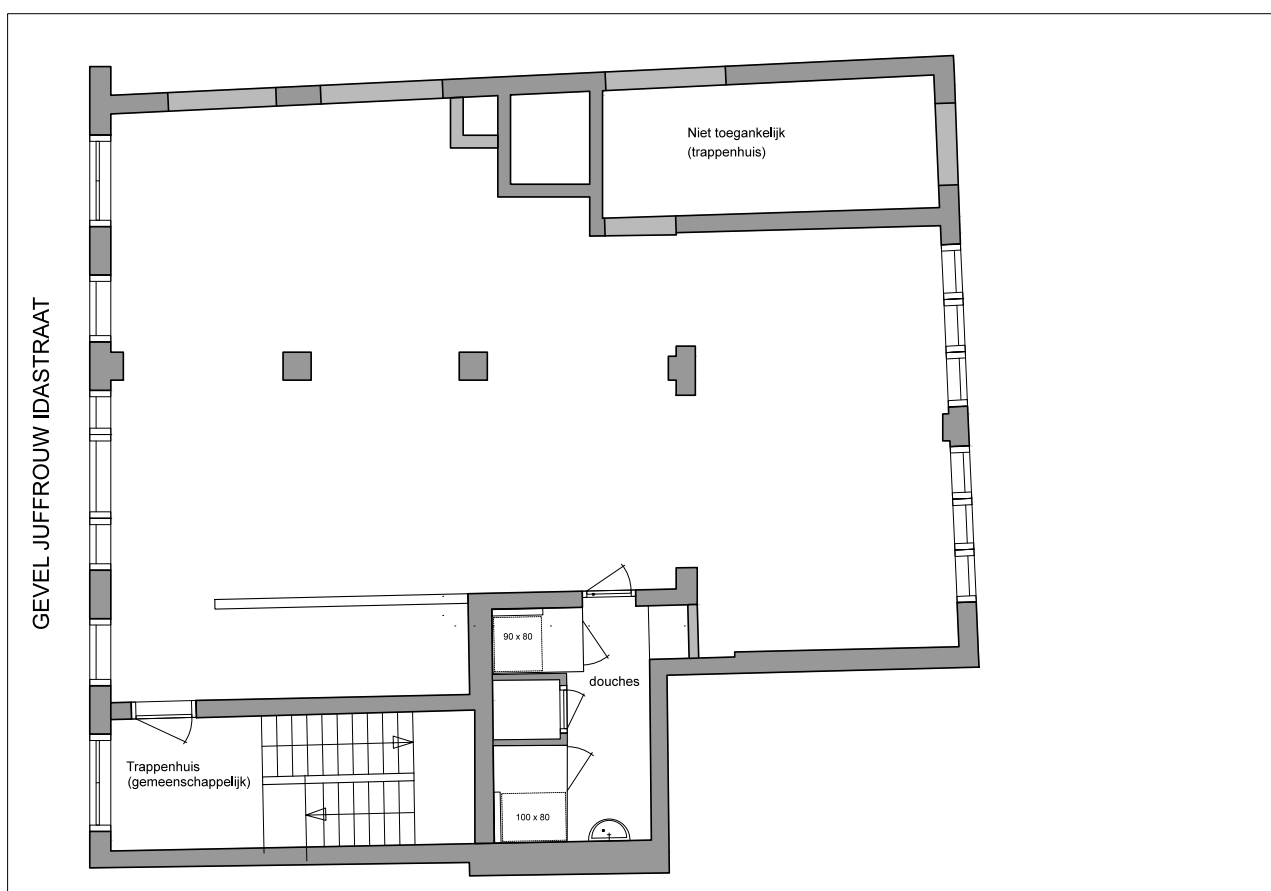 Niet toegankelijk
(trappenhuis)
GEVEL JUFFROUW IDASTRAAT
90 x 80
douches
Trappenhuis
(gemeenschappelijk)
100 x 80